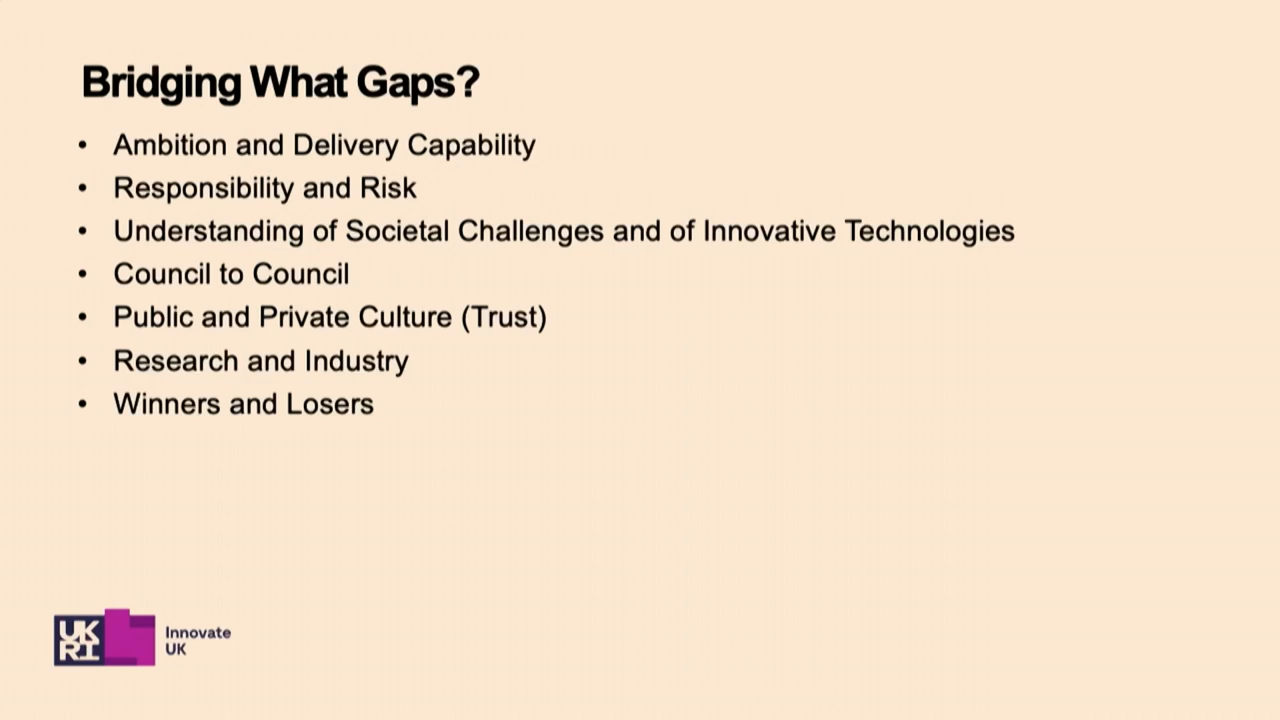 Bridging What Gaps?
• Ambition and Delivery Capability
• Responsibility and Risk
• Understanding of Societal Challenges and of Innovative Technologies
• Council to Council
• Public and Private Culture (Trust)
• Research and Industry
• Winners and Losers
UK
RI
Innovate
UK